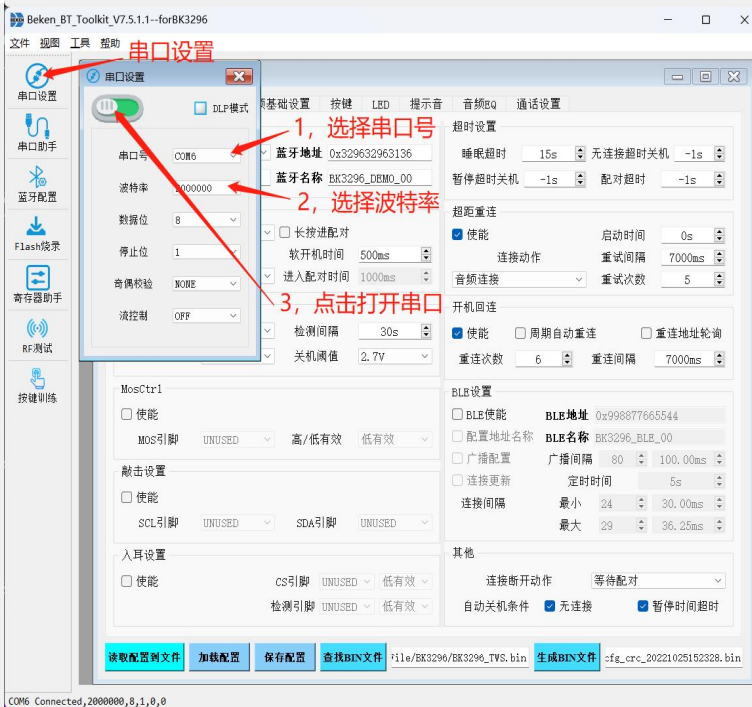 Beken_BT_Toolkit_V7.5.1.1--forBK3296
文件 视图 工具 帮助
串口设置
串口设置
串口助手
蓝牙配置
Flash烧录
寄存器助手
RF测试
按键训练
串口设置
DLP模式
串口号 COM6
波特率 2000000
数据位 8
停止位 1
奇偶校验 NONE
流控制 OFF
1，选择串口号
2，选择波特率
3，点击打开串口
基础设置 按键 LED 提示音 音频EQ 通话设置
蓝牙地址 0x329632963136
蓝牙名称 BK3296_DEMO_00
长按进配对
软开机时间 500ms
进入配对时间 1000ms
检测间隔 30s
关机阈值 2.7V
MosCtrl
使能
MOS引脚 UNUSED 高/低有效 低有效
敲击设置
使能
SCL引脚 UNUSED SDA引脚 UNUSED
入耳设置
使能 CS引脚 UNUSED 低有效
检测引脚 UNUSED 低有效
超时设置
睡眠超时 15s 无连接超时关机 -1s
暂停超时关机 -1s 配对超时 -1s
超距重连
使能 启动时间 0s
连接动作 重试间隔 7000ms
音频连接 重试次数 5
开机回连
使能 周期自动重连 重连地址轮询
重连次数 6 重连间隔 7000ms
BLE设置
BLE使能 BLE地址 0x998877665544
配置地址名称 BLE名称 BK3296_BLE_00
广播配置 广播间隔 80 100.00ms
连接更新 定时时间 5s
连接间隔 最小 24 30.00ms
最大 29 36.25ms
其他
连接断开动作 等待配对
自动关机条件 无连接 暂停时间超时
读取配置到文件 加载配置 保存配置 查找BIN文件 File/BK3296/BK3296_TWS.bin 生成BIN文件 cfg_crc_20221025152328.bin
COM6 Connected,2000000,8,1,0,0